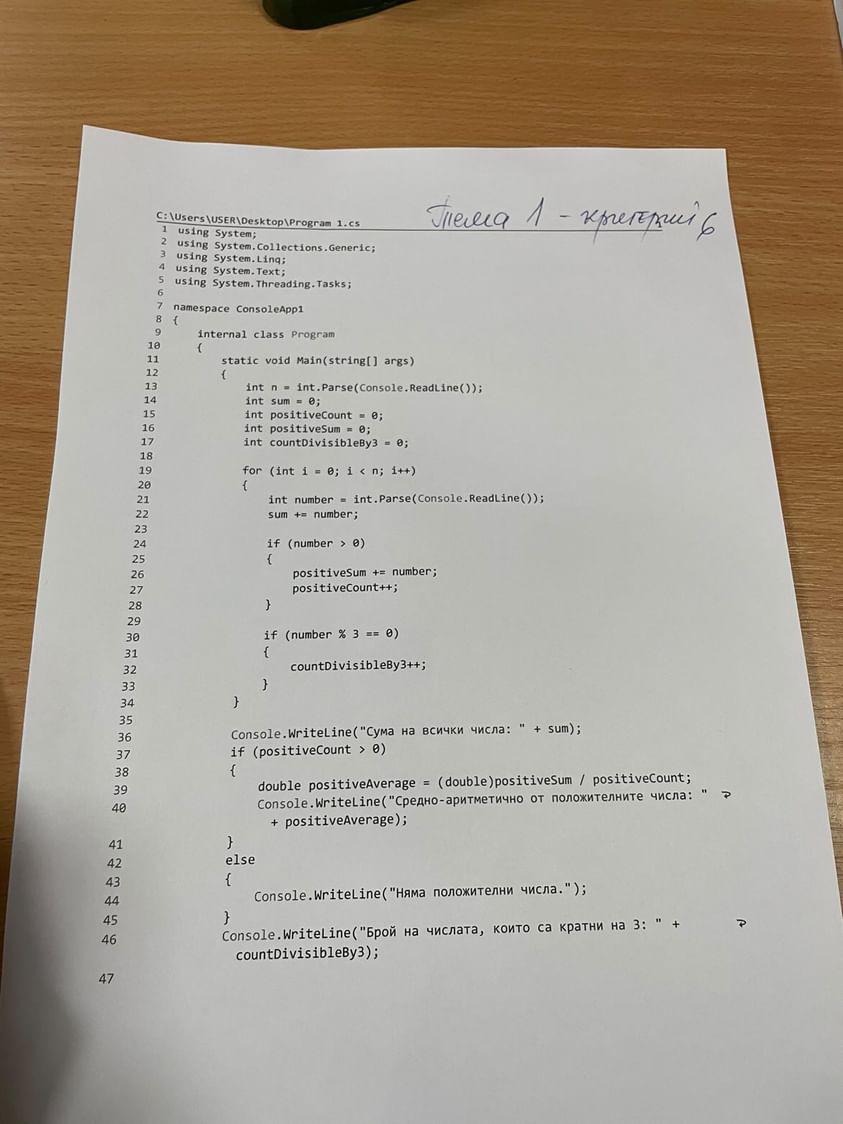 C:\Users\USER\Desktop\Program 1.cs
Тема 1 - критерий 6
1 using System;
2 using System.Collections.Generic;
3 using System.Linq;
4 using System.Text;
5 using System.Threading.Tasks;
6
7 namespace ConsoleApp1
8 {
9 internal class Program
10 {
11 static void Main(string[] args)
12 {
13 int n = int.Parse(Console.ReadLine());
14 int sum = 0;
15 int positiveCount = 0;
16 int positiveSum = 0;
17 int countDivisibleBy3 = 0;
18
19 for (int i = 0; i < n; i++)
20 {
21 int number = int.Parse(Console.ReadLine());
22 sum += number;
23
24 if (number > 0)
25 {
26 positiveSum += number;
27 positiveCount++;
28 }
29
30 if (number % 3 == 0)
31 {
32 countDivisibleBy3++;
33 }
34 }
35
36 Console.WriteLine("Сума на всички числа: " + sum);
37 if (positiveCount > 0)
38 {
39 double positiveAverage = (double)positiveSum / positiveCount;
40 Console.WriteLine("Средно-аритметично от положителните числа: "
+ positiveAverage);
41 }
42 else
43 {
44 Console.WriteLine("Няма положителни числа.");
45 }
46 Console.WriteLine("Брой на числата, които са кратни на 3: " +
countDivisibleBy3);
47